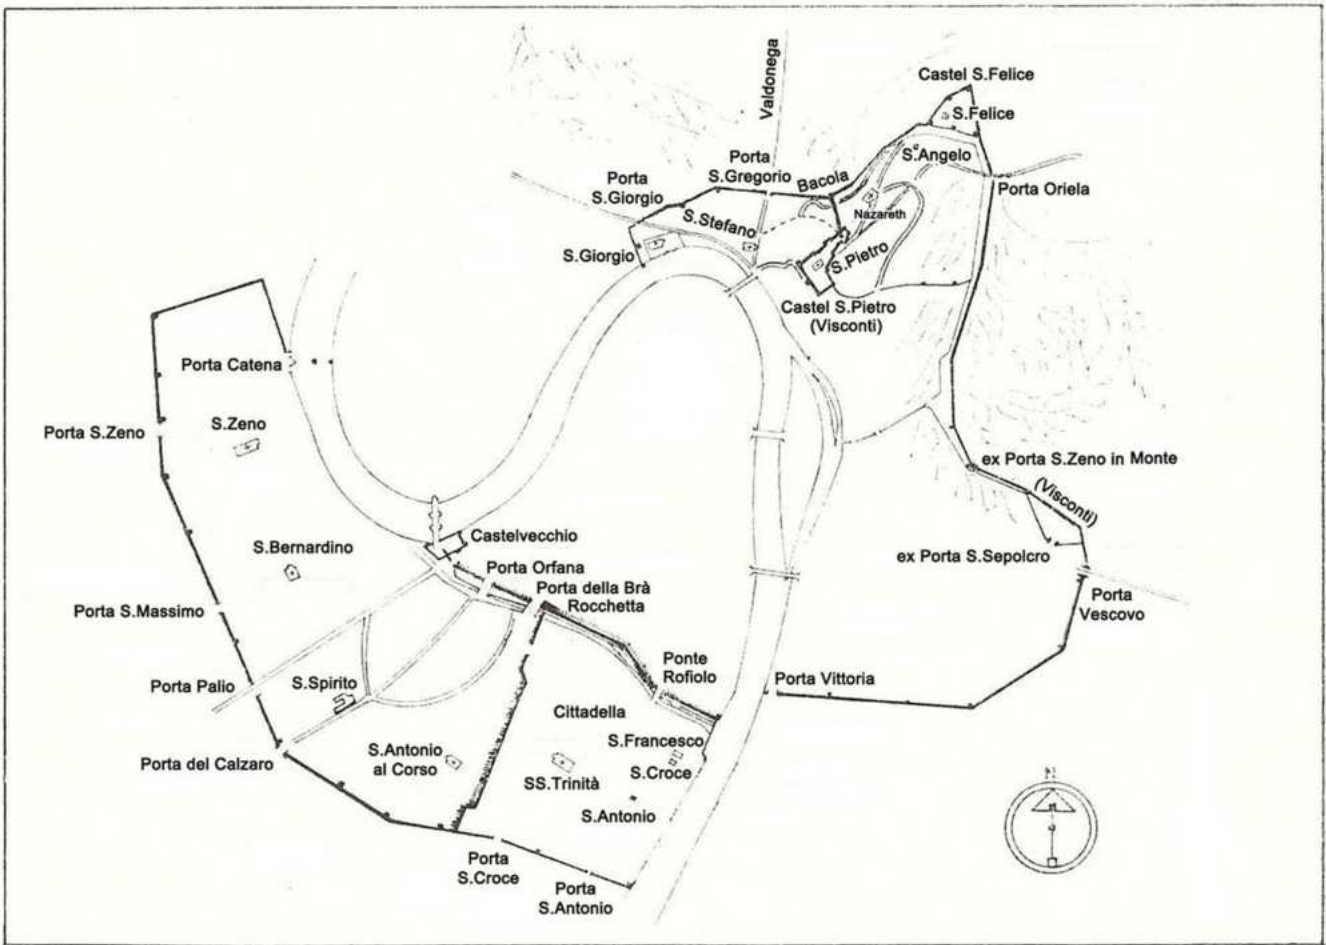 Castel S.Felice
S.Felice
Valdonega
S.Angelo
Porta
S.Gregorio
Bacola
Porta Oriela
Porta
S.Giorgio
Nazareth
S.Stefano
S.Giorgio
S.Pietro
Castel S.Pietro
(Visconti)
Porta Catena
S.Zeno
Porta S.Zeno
ex Porta S.Zeno in Monte
(Visconti)
Castelvecchio
S.Bernardino
ex Porta S.Sepolcro
Porta Orfana
Porta della Brà
Rocchetta
Porta
Vescovo
Porta S.Massimo
Ponte
Rofiolo
Porta Vittoria
Porta Palio
S.Spirito
Cittadella
S.Francesco
S.Antonio
al Corso
Porta del Calzaro
S.Croce
SS.Trinità
N
S.Antonio
Porta
S.Croce
Porta
S.Antonio